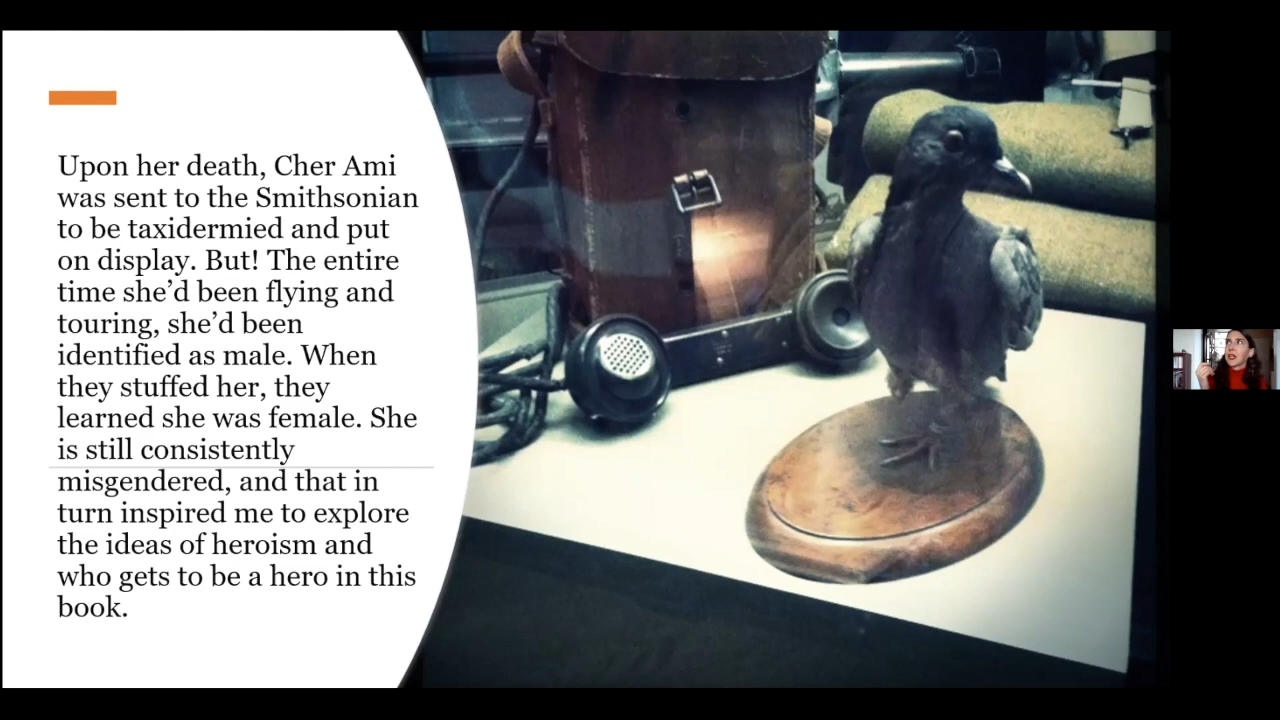 Upon her death, Cher Ami
was sent to the Smithsonian
to be taxidermied and put
on display. But! The entire
time she’d been flying and
touring, she’d been
identified as male. When
they stuffed her, they
learned she was female. She
is still consistently
misgendered, and that in
turn inspired me to explore
the ideas of heroism and
who gets to be a hero in this
book.